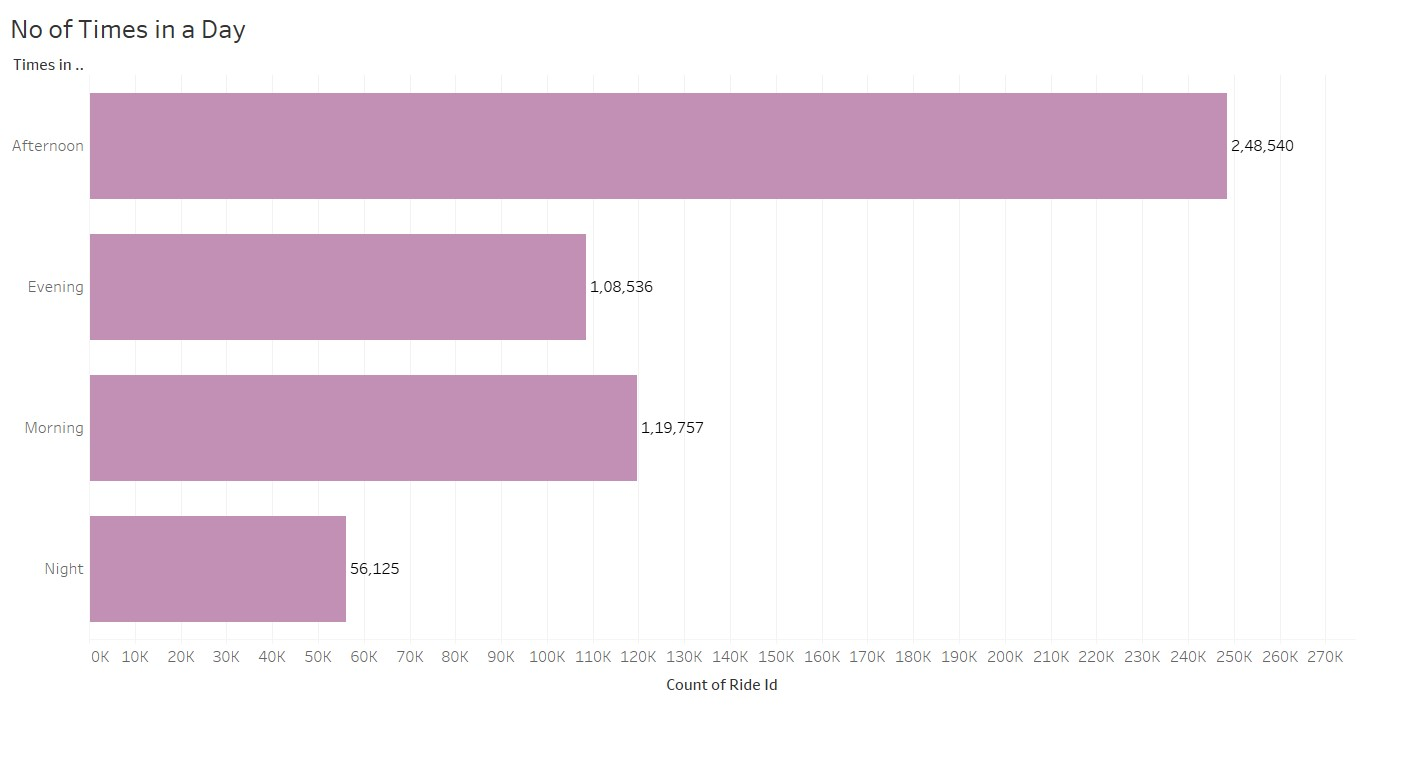 No of Times in a Day
Times in ..
Afternoon 2,48,540
Evening 1,08,536
Morning 1,19,757
Night 56,125
0K 10K 20K 30K 40K 50K 60K 70K 80K 90K 100K 110K 120K 130K 140K 150K 160K 170K 180K 190K 200K 210K 220K 230K 240K 250K 260K 270K
Count of Ride Id